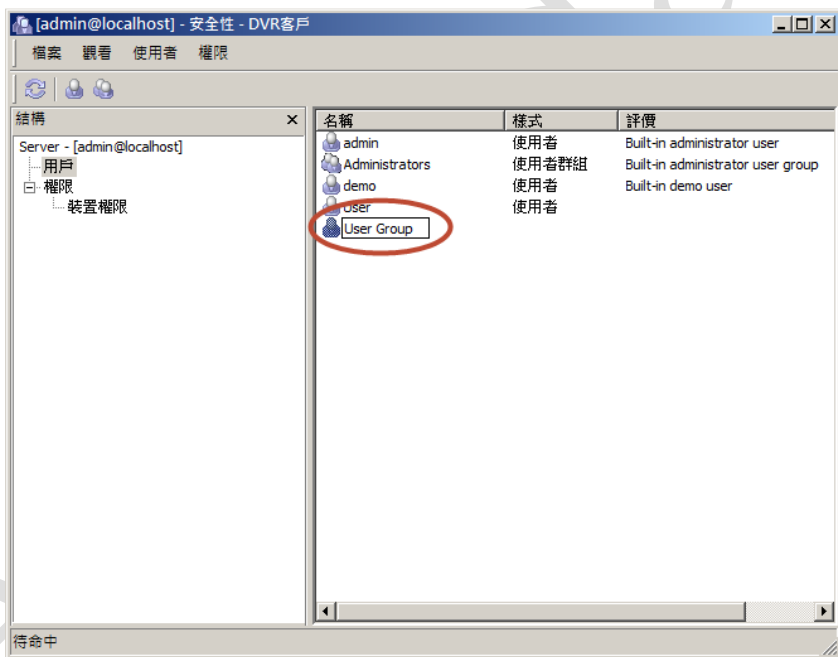 [admin@localhost] - 安全性 - DVR客戶
檔案 觀看 使用者 權限
結構
名稱 樣式 評價
Server - [admin@localhost]
用戶
權限
裝置權限
admin 使用者 Built-in administrator user
Administrators 使用者群組 Built-in administrator user group
demo 使用者 Built-in demo user
User 使用者
User Group
待命中